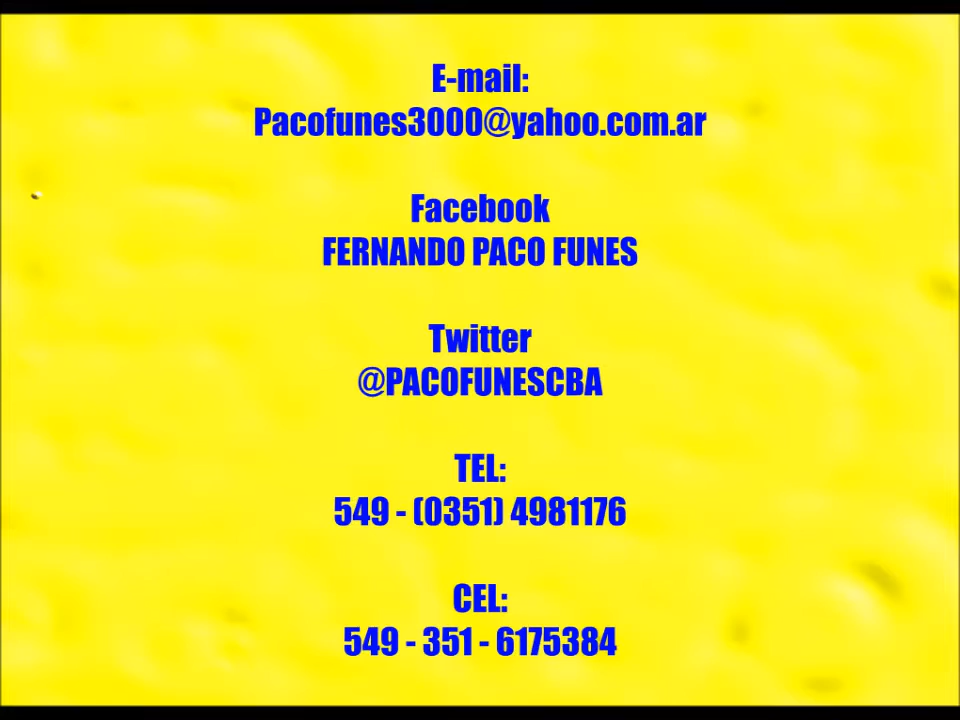 E-mail:
Pacofunes3000@yahoo.com.ar
Facebook
FERNANDO PACO FUNES
Twitter
@PACOFUNESCBA
TEL:
549 - (0351) 4981176
CEL:
549 - 351 - 6175384